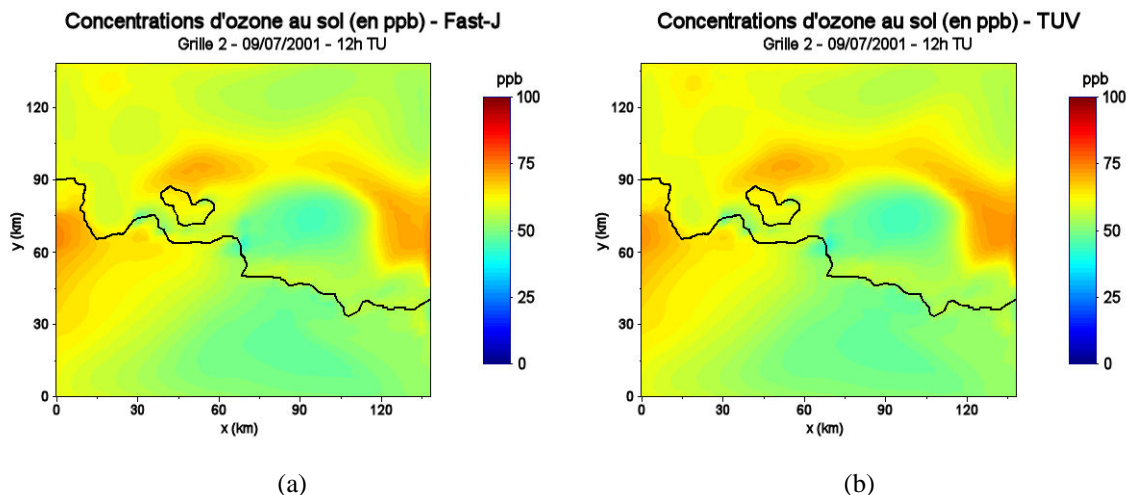 Concentrations d'ozone au sol (en ppb) - Fast-J
Grille 2 - 09/07/2001 - 12h TU
ppb
100
75
50
25
0
120
90
60
30
0
y (km)
0 30 60 90 120
x (km)
(a)
Concentrations d'ozone au sol (en ppb) - TUV
Grille 2 - 09/07/2001 - 12h TU
ppb
100
75
50
25
0
120
90
60
30
0
y (km)
0 30 60 90 120
x (km)
(b)